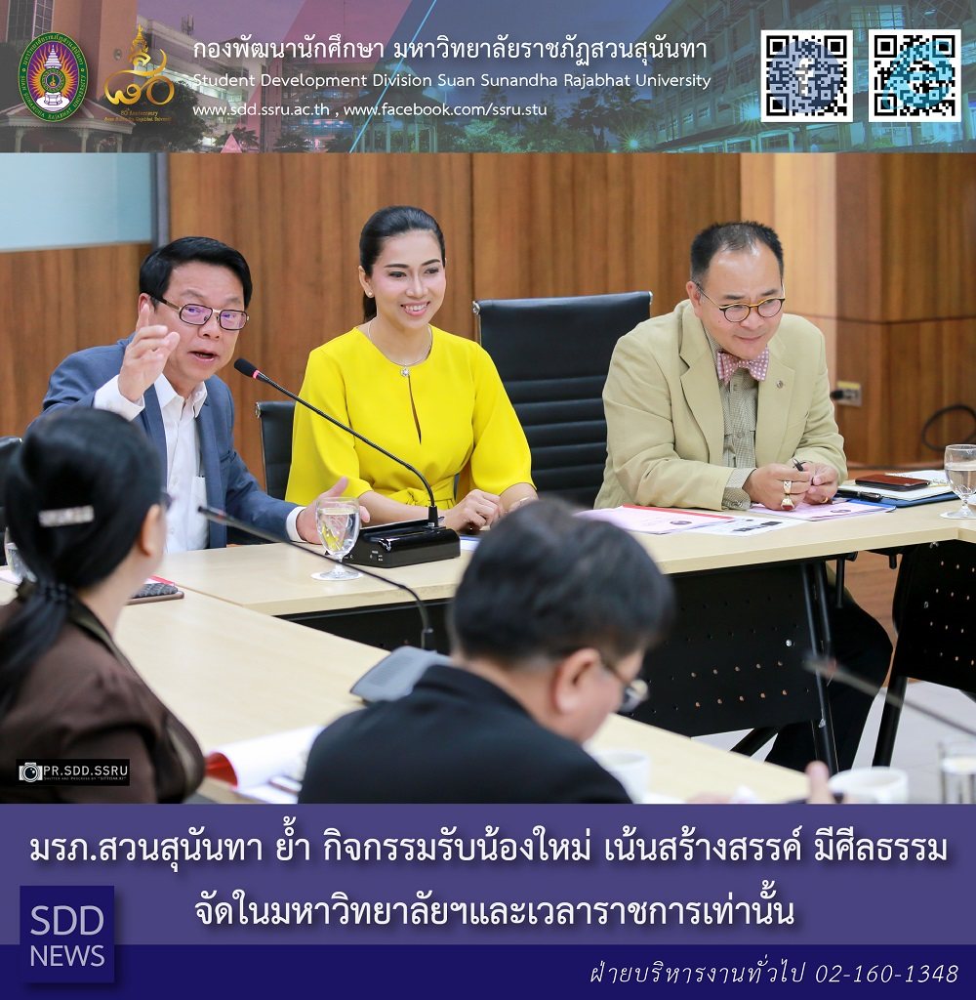 กองพัฒนานักศึกษา มหาวิทยาลัยราชภัฏสวนสุนันทา
Student Development Division Suan Sunandha Rajabhat University
www.sdd.ssru.ac.th , www.facebook.com/ssru.stu
PR.SDD.SSRU
มรภ.สวนสุนันทา ย้ำ กิจกรรมรับน้องใหม่ เน้นสร้างสรรค์ มีศีลธรรม
จัดในมหาวิทยาลัยฯและเวลาราชการเท่านั้น
SDD
NEWS
ฝ่ายบริหารงานทั่วไป 02-160-1348